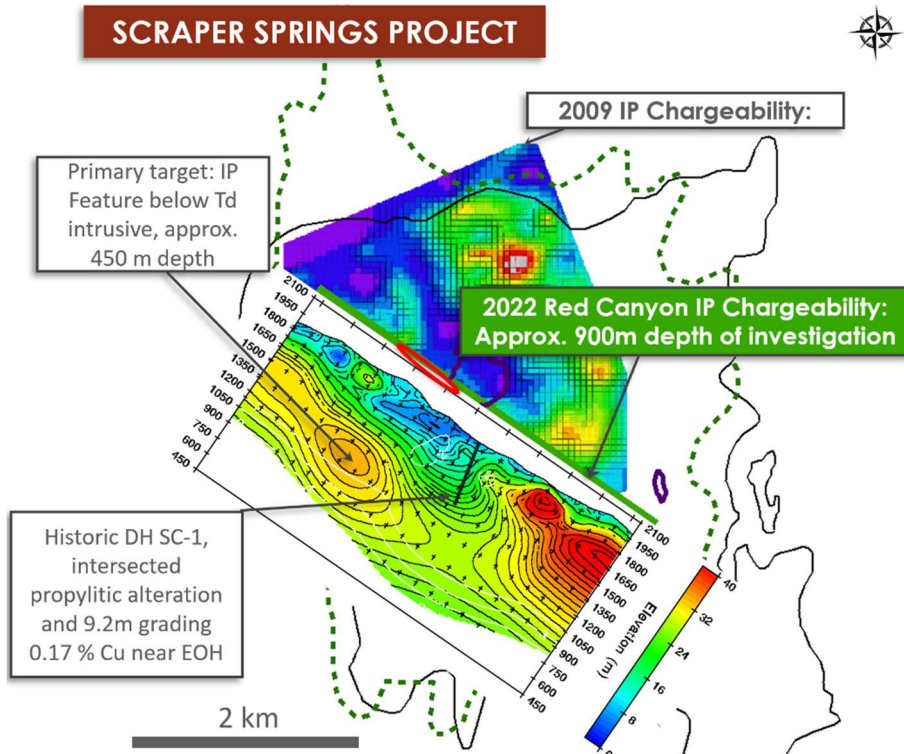 SCRAPER SPRINGS PROJECT
2009 IP Chargeability:
Primary target: IP
Feature below Td
intrusive, approx.
450 m depth
2022 Red Canyon IP Chargeability:
Approx. 900m depth of investigation
2100
1950
1800
1650
1500
1350
1200
1050
900
750
600
450
Historic DH SC-1,
intersected
propylitic alteration
and 9.2m grading
0.17 % Cu near EOH
2100
1950
1800
1650
1500
1350
1200
1050
900
750
600
450
Elevation (m)
40
32
24
16
8
0
2 km